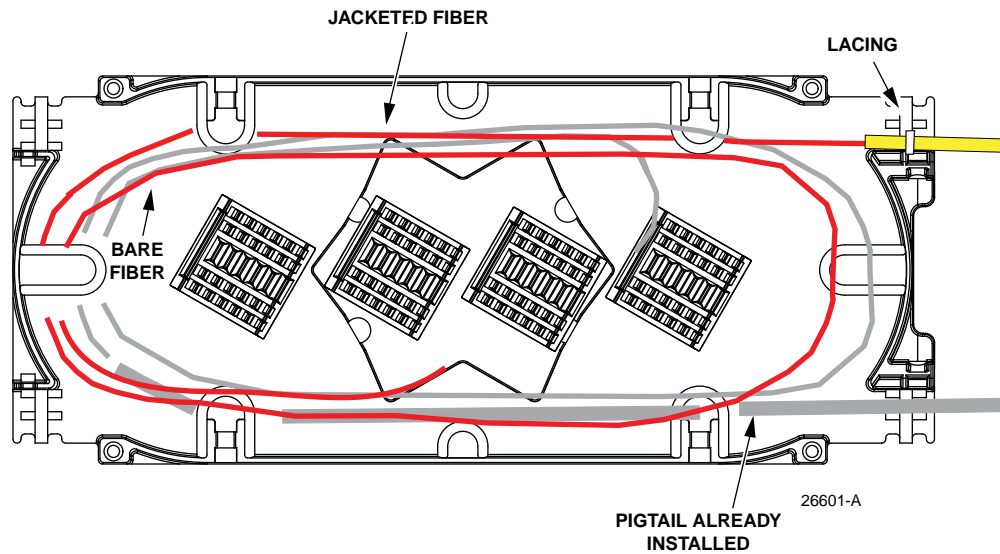 JACKETED FIBER
LACING
BARE
FIBER
26601-A
PIGTAIL ALREADY
INSTALLED